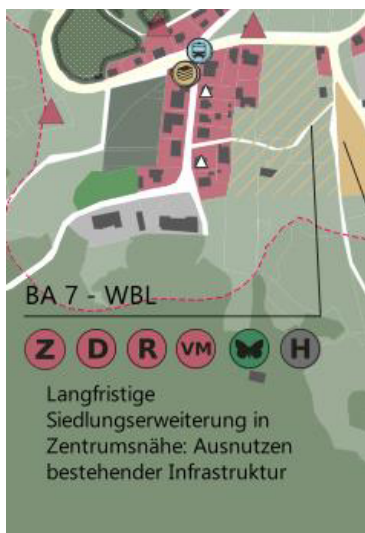 BA 7 - WBL
Z D R VM H
Langfristige
Siedlungserweiterung in
Zentrumsnähe: Ausnutzen
bestehender Infrastruktur